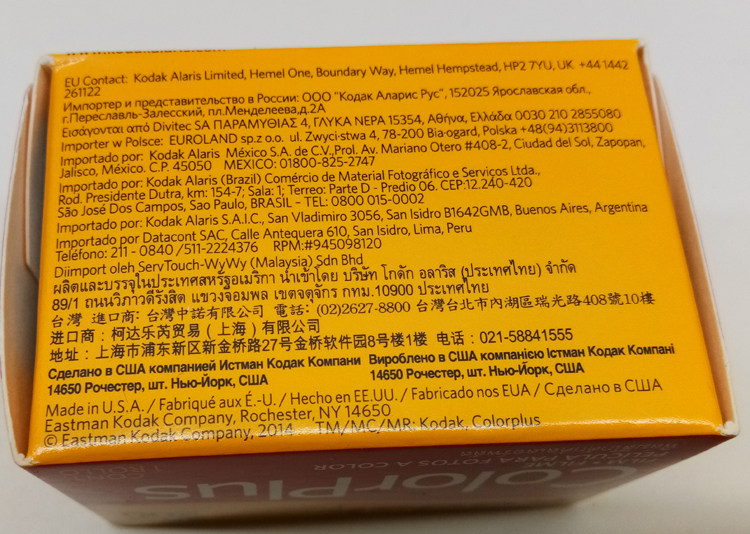 EU Contact: Kodak Alaris Limited, Hemel One, Boundary Way, Hemel Hempstead, HP2 7YU, UK +44 1442
261122
Импортер и представительство в России: ООО "Кодак Аларис Рус", 152025 Ярославская обл.,
г.Переславль-Залесский, пл.Менделеева,д.2А
Εισάγονται από Divitec SA ΠΑΡΑΜΥΘΙΑΣ 4, ΓΛΥΚΑ ΝΕΡΑ 15354, Αθήνα, Ελλάδα 0030 210 2855080
Importer w Polsce: EUROLAND sp.z o.o. ul. Zwyci·stwa 4, 78-200 Bia·ogard, Polska +48(94)3113800
Importado por: Kodak Alaris México S.A. de C.V.,Prol. Av. Mariano Otero #408-2, Ciudad del Sol, Zapopan,
Jalisco, México. C.P. 45050 MEXICO: 01800-825-2747
Importado por: Kodak Alaris (Brazil) Comércio de Material Fotográfico e Serviços Ltda.,
Rod. Presidente Dutra, km: 154-7; Sala: 1; Terreo: Parte D - Predio 06. CEP:12.240-420
São José Dos Campos, Sao Paulo, BRASIL - TEL: 0800 015-0002
Importado por: Kodak Alaris S.A.I.C., San Vladimiro 3056, San Isidro B1642GMB, Buenos Aires, Argentina
Importado por Datacont SAC, Calle Antequera 610, San Isidro, Lima, Peru
Teléfono: 211 - 0840 /511-2224376 RPM:#945098120
Diimport oleh ServTouch-WyWy (Malaysia) Sdn Bhd
ผลิตและบรรจุในประเทศสหรัฐอเมริกา นำเข้าโดย บริษัท โกดัก อลาริส (ประเทศไทย) จำกัด
89/1 ถนนวิภาวดีรังสิต แขวงจอมพล เขตจตุจักร กทม.10900 ประเทศไทย
台灣 進口商: 台灣中諾有限公司 電話: (02)2627-8800 台灣台北市內湖區瑞光路408號10樓
进口商：柯达乐芮贸易（上海）有限公司
地址：上海市浦东新区新金桥路27号金桥软件园8号楼1楼 电话：021-58841555
Сделано в США компанией Истман Кодак Компани Вироблено в США компанією Істман Кодак Компані
14650 Рочестер, шт. Нью-Йорк, США 14650 Рочестер, шт. Нью-Йорк, США
Made in U.S.A. / Fabriqué aux É.-U. / Hecho en EE.UU. / Fabricado nos EUA / Сделано в США
Eastman Kodak Company, Rochester, NY 14650
© Eastman Kodak Company, 2014 TM/MC/MR: Kodak, Colorplus
PARA FOTOS A COLOR
Colorplus